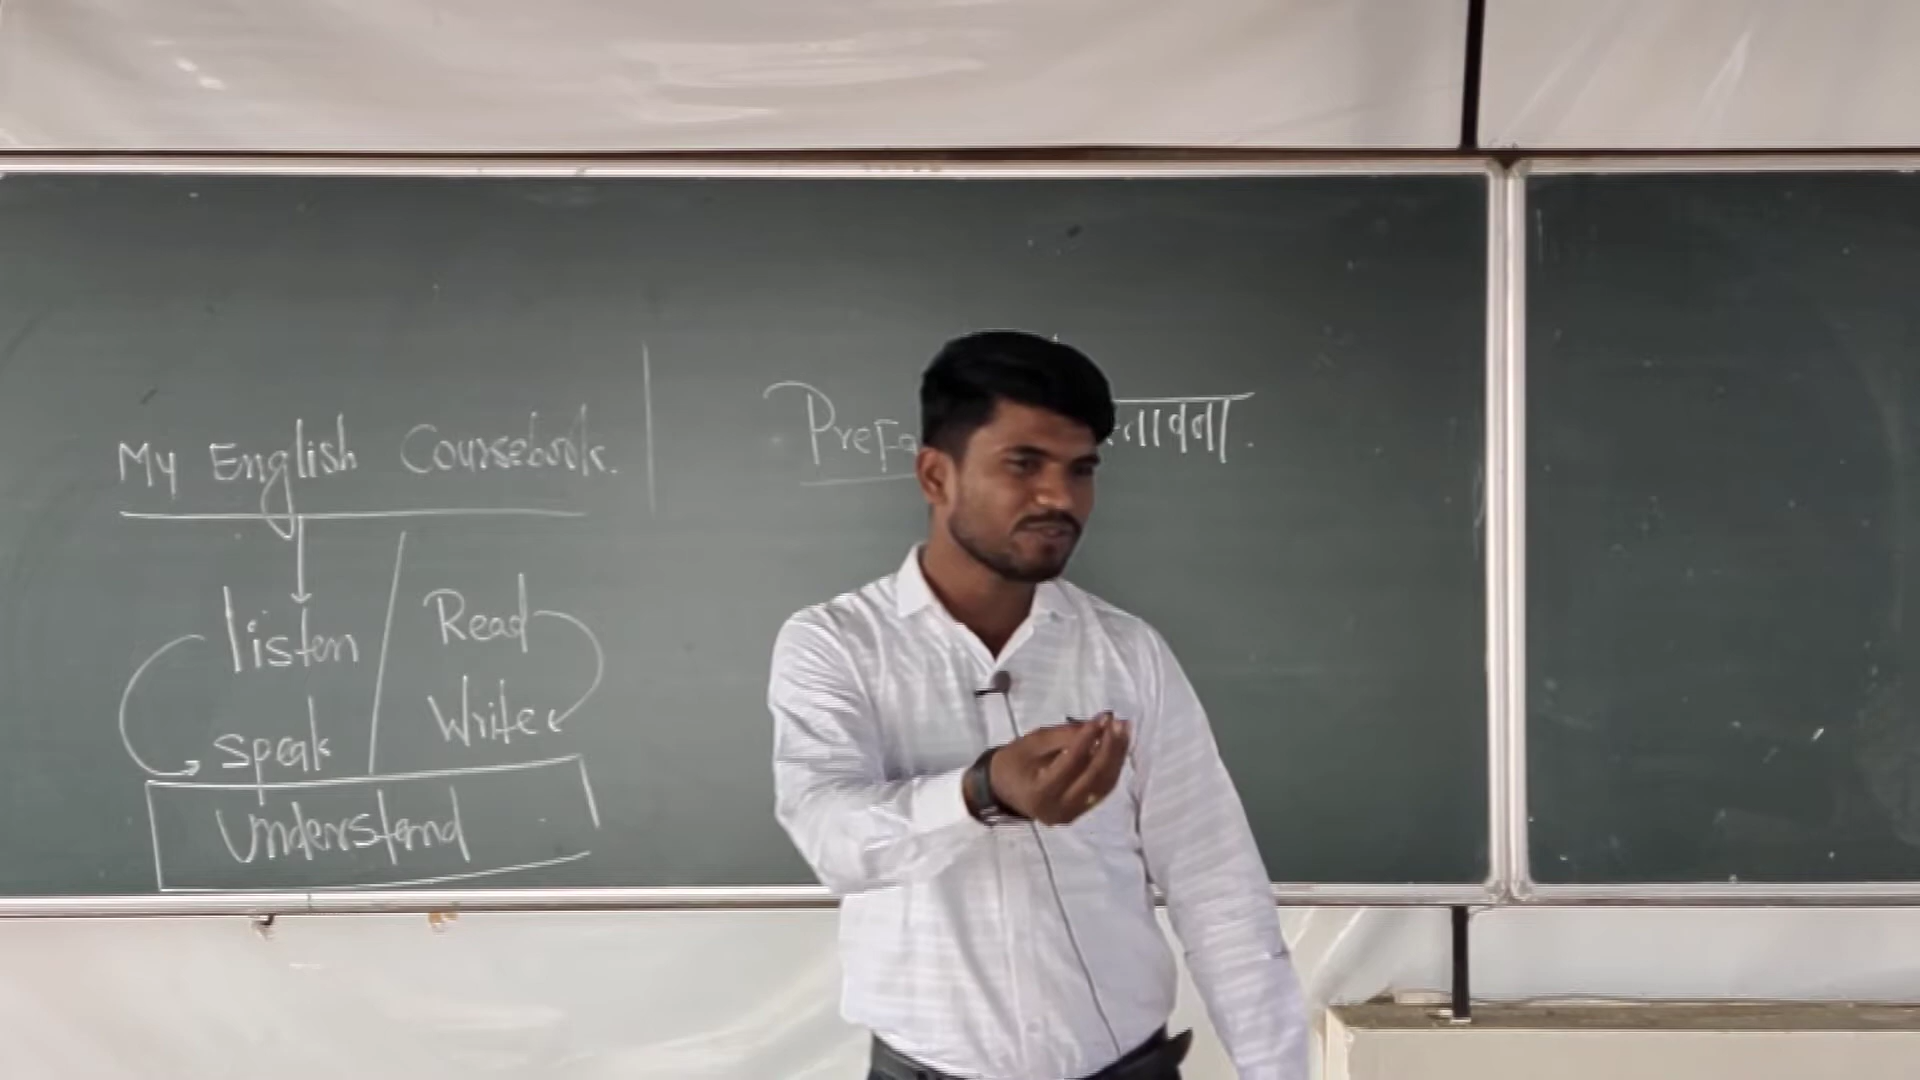 My English Coursebook.
listen
speak
Read
Write
Understand